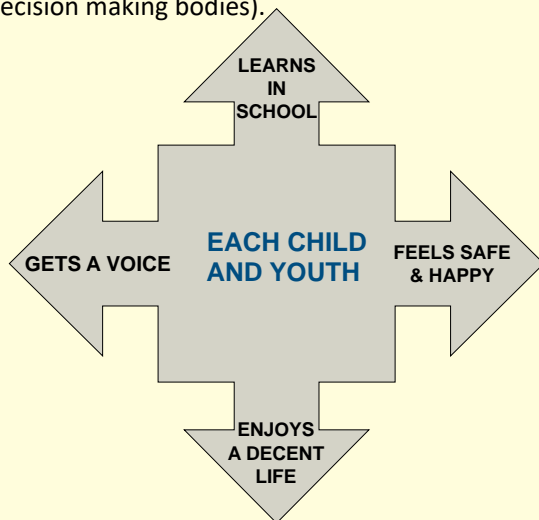 ecision making bodies).
LEARNS
IN
SCHOOL
EACH CHILD
AND YOUTH
GETS A VOICE
FEELS SAFE
& HAPPY
ENJOYS
A DECENT
LIFE